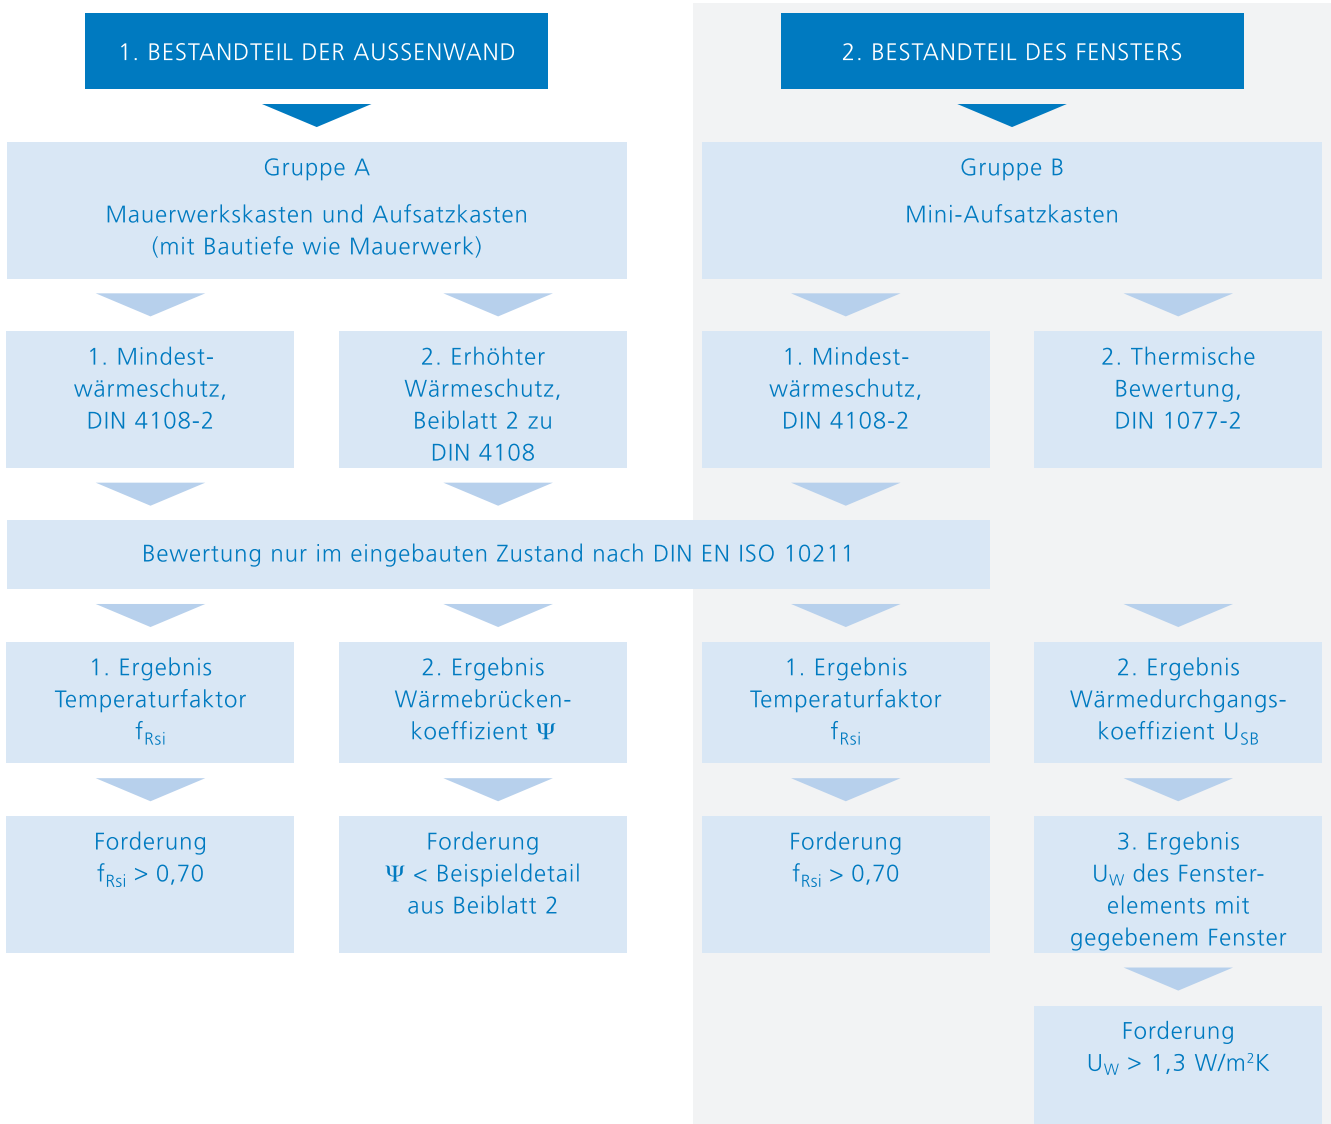 1. BESTANDTEIL DER AUSSENWAND
Gruppe A
Mauerwerkskasten und Aufsatzkasten
(mit Bautiefe wie Mauerwerk)
1. Mindest-
wärmeschutz,
DIN 4108-2
2. Erhöhter
Wärmeschutz,
Beiblatt 2 zu
DIN 4108
2. BESTANDTEIL DES FENSTERS
Gruppe B
Mini-Aufsatzkasten
1. Mindest-
wärmeschutz,
DIN 4108-2
2. Thermische
Bewertung,
DIN 1077-2
Bewertung nur im eingebauten Zustand nach DIN EN ISO 10211
1. Ergebnis
Temperaturfaktor
fRsi
2. Ergebnis
Wärmebrücken-
koeffizient Ψ
1. Ergebnis
Temperaturfaktor
fRsi
2. Ergebnis
Wärmedurchgangs-
koeffizient USB
Forderung
fRsi > 0,70
Forderung
Ψ < Beispieldetail
aus Beiblatt 2
Forderung
fRsi > 0,70
3. Ergebnis
UW des Fenster-
elements mit
gegebenem Fenster
Forderung
UW > 1,3 W/m²K